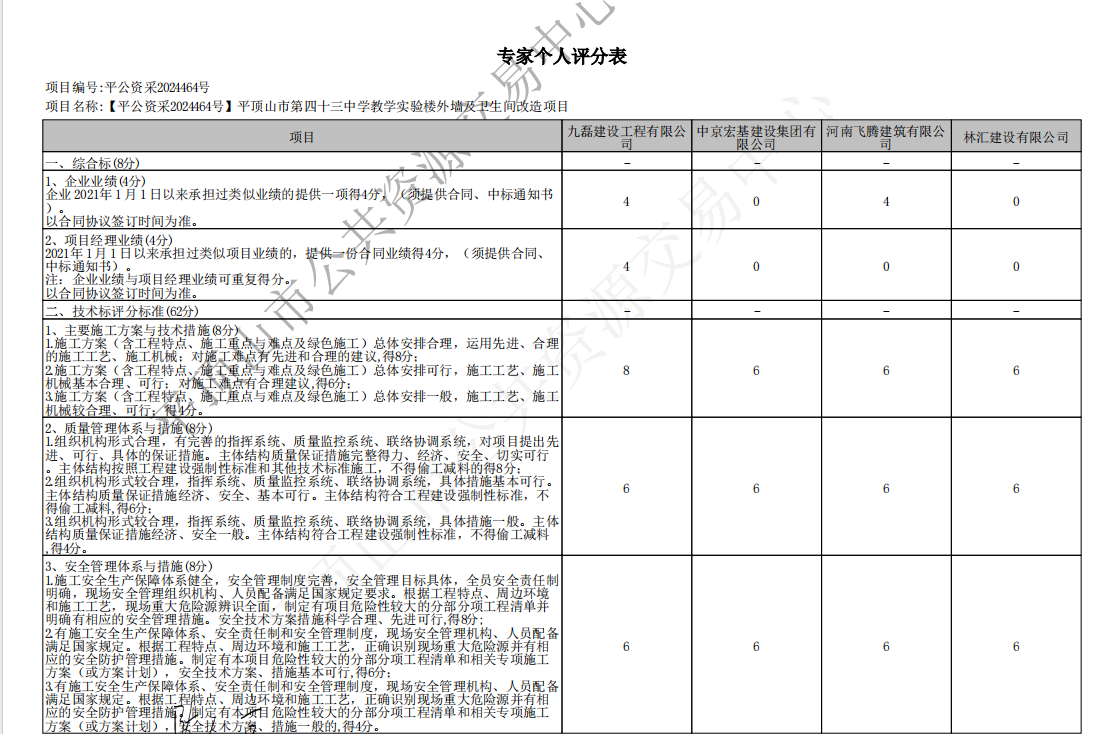 专家个人评分表
项目编号:平公资采2024464号
项目名称:【平公资采2024464号】平顶山市第四十三中学教学实验楼外墙及卫生间改造项目
项目 九磊建设工程有限公司 中京宏基建设集团有限公司 河南飞腾建筑有限公司 林汇建设有限公司
一、综合标(8分) – – – –
1、企业业绩(4分)
企业 2021年 1 月 1 日以来承担过类似业绩的提供一项得4分，（须提供合同、中标通知书
）。
以合同协议签订时间为准。
4 0 4 0
2、项目经理业绩(4分)
2021年 1 月 1 日以来承担过类似项目业绩的，提供一份合同业绩得4分，（须提供合同、
中标通知书）。
注：企业业绩与项目经理业绩可重复得分。
以合同协议签订时间为准。
4 0 0 0
二、技术标评分标准(62分) – – – –
1、主要施工方案与技术措施(8分)
1.施工方案（含工程特点、施工重点与难点及绿色施工）总体安排合理，运用先进、合理
的施工工艺、施工机械；对施工难点有先进和合理的建议,得8分；
2.施工方案（含工程特点、施工重点与难点及绿色施工）总体安排可行，施工工艺、施工
机械基本合理、可行；对施工难点有合理建议,得6分；
3.施工方案（含工程特点、施工重点与难点及绿色施工）总体安排一般，施工工艺、施工
机械较合理、可行；得4分。
8 6 6 6
2、质量管理体系与措施(8分)
1.组织机构形式合理，有完善的指挥系统、质量监控系统、联络协调系统，对项目提出先
进、可行、具体的保证措施。主体结构质量保证措施完整得力、经济、安全、切实可行
。主体结构按照工程建设强制性标准和其他技术标准施工，不得偷工减料的得8分；
2.组织机构形式较合理，指挥系统、质量监控系统、联络协调系统，具体措施基本可行。
主体结构质量保证措施经济、安全、基本可行。主体结构符合工程建设强制性标准，不
得偷工减料,得6分；
3.组织机构形式较合理，指挥系统、质量监控系统、联络协调系统，具体措施一般。主体
结构质量保证措施经济、安全一般。主体结构符合工程建设强制性标准，不得偷工减料
,得4分。
6 6 6 6
3、安全管理体系与措施(8分)
1.施工安全生产保障体系健全，安全管理制度完善，安全管理目标具体，全员安全责任制
明确，现场安全管理组织机构、人员配备满足国家规定要求。根据工程特点、周边环境
和施工工艺，现场重大危险源辨识全面，制定有项目危险性较大的分部分项工程清单并
明确有相应的安全管理措施。安全技术方案措施科学合理、先进可行,得8分；
2.有施工安全生产保障体系、安全责任制和安全管理制度，现场安全管理机构、人员配备
满足国家规定。根据工程特点、周边环境和施工工艺，正确识别现场重大危险源并有相
应的安全防护管理措施。制定有本项目危险性较大的分部分项工程清单和相关专项施工
方案（或方案计划），安全技术方案、措施基本可行,得6分；
3.有施工安全生产保障体系、安全责任制和安全管理制度，现场安全管理机构、人员配备
满足国家规定。根据工程特点、周边环境和施工工艺，正确识别现场重大危险源并有相
应的安全防护管理措施。制定有本项目危险性较大的分部分项工程清单和相关专项施工
方案（或方案计划），安全技术方案、措施一般的,得4分。
6 6 6 6
平顶山市公共资源交易中心